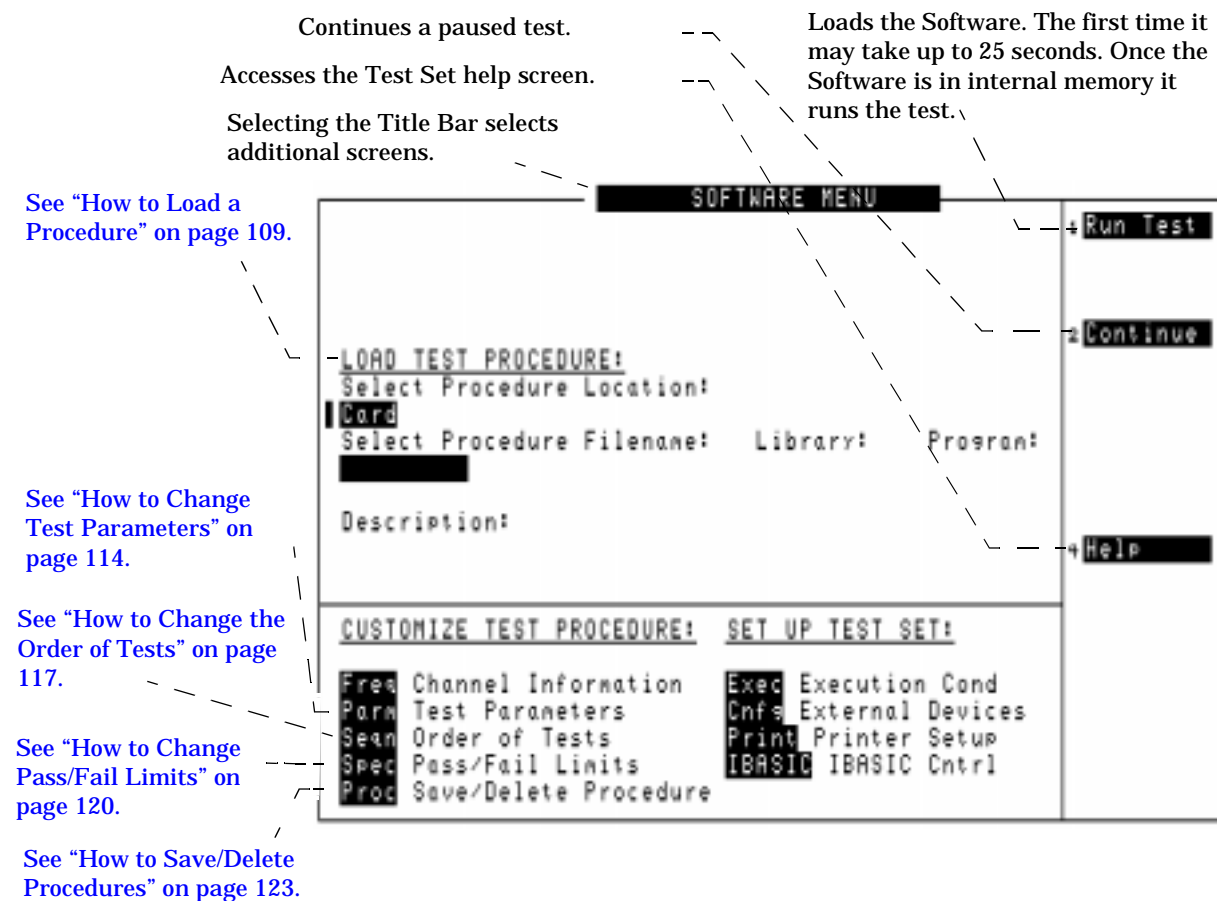 Continues a paused test.
Accesses the Test Set help screen.
Selecting the Title Bar selects
additional screens.
Loads the Software. The first time it
may take up to 25 seconds. Once the
Software is in internal memory it
runs the test.
See “How to Load a
Procedure” on page 109.
See “How to Change
Test Parameters” on
page 114.
See “How to Change the
Order of Tests” on page
117.
See “How to Change
Pass/Fail Limits” on
page 120.
See “How to Save/Delete
Procedures” on page 123.
SOFTWARE MENU
LOAD TEST PROCEDURE:
Select Procedure Location:
Card
Select Procedure Filename: Library: Program:
Description:
CUSTOMIZE TEST PROCEDURE:
Freq Channel Information
Parm Test Parameters
Seqn Order of Tests
Spec Pass/Fail Limits
Proc Save/Delete Procedure
SET UP TEST SET:
Exec Execution Cond
Cnfg External Devices
Print Printer Setup
IBASIC IBASIC Cntrl
1 Run Test
2 Continue
4 Help